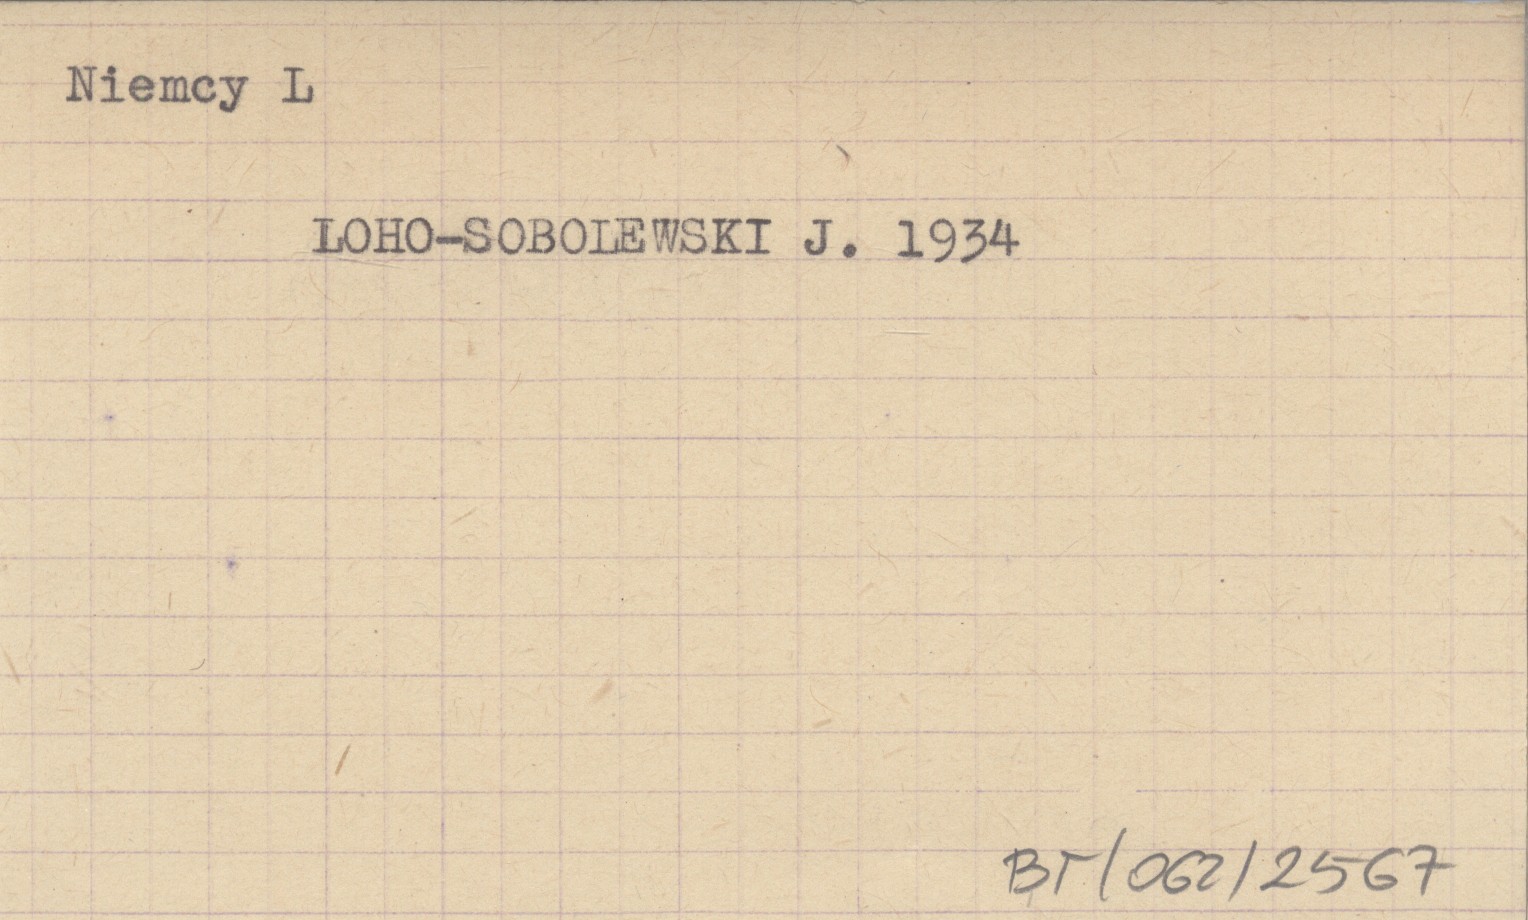 Niemcy L
LOHO-SOBOLEWSKI J. 1934
BT/062/2567